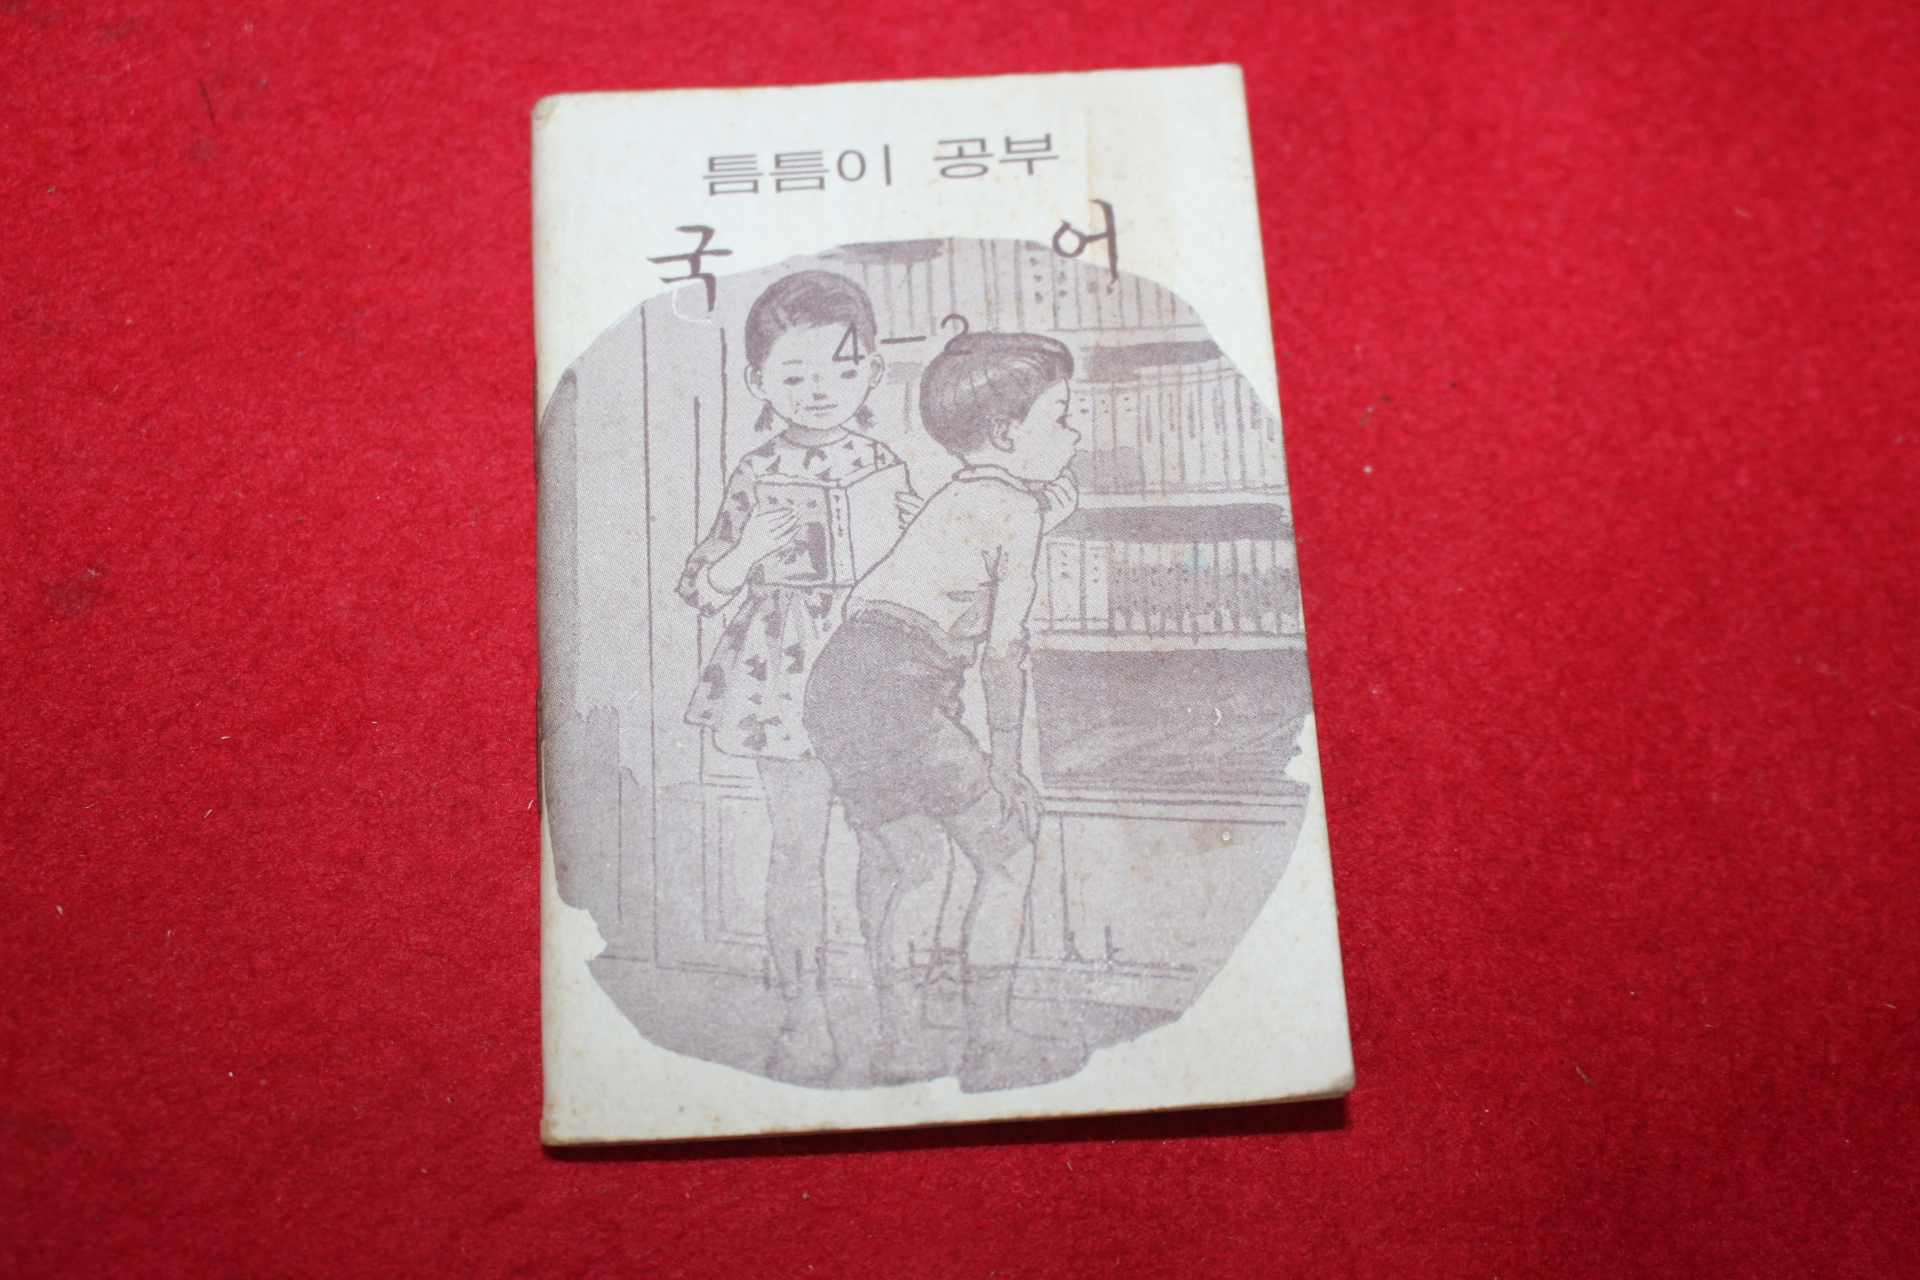 틈틈이 공부
국 어
4-2